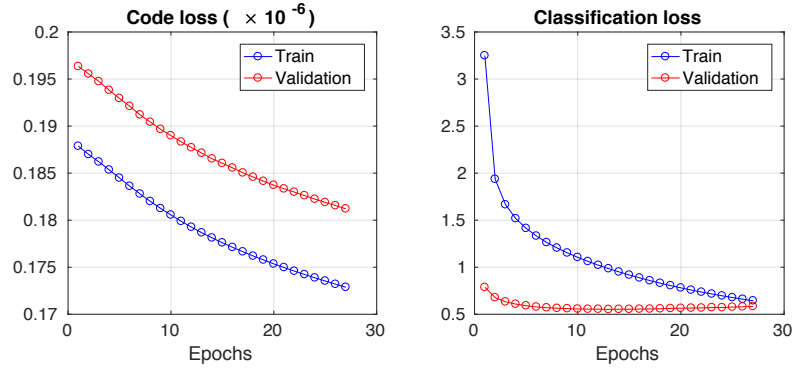 Code loss ( × 10^-6)
0.2
0.195
0.19
0.185
0.18
0.175
0.17
0
10
20
30
Epochs
Train
Validation
Classification loss
3.5
3
2.5
2
1.5
1
0.5
0
10
20
30
Epochs
Train
Validation